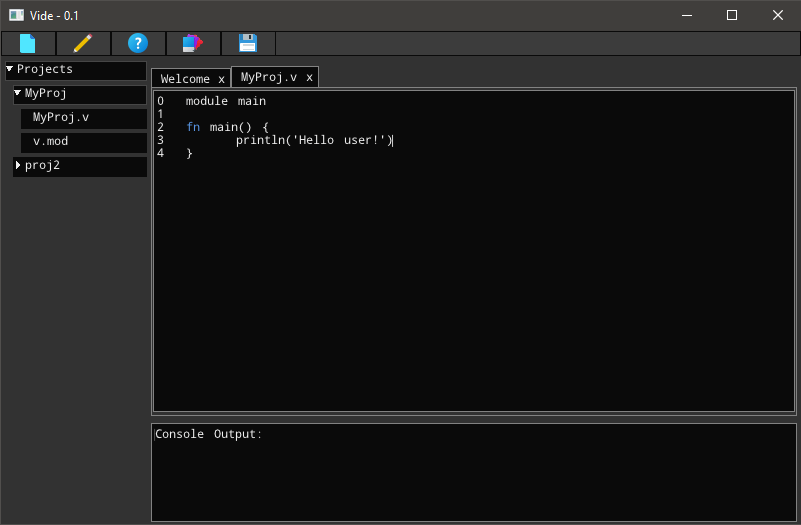 Vide - 0.1
?
Projects
MyProj
MyProj.v
v.mod
proj2
Welcome x MyProj.v x
0 module main
1
2 fn main() {
3 println('Hello user!')
4 }
Console Output: